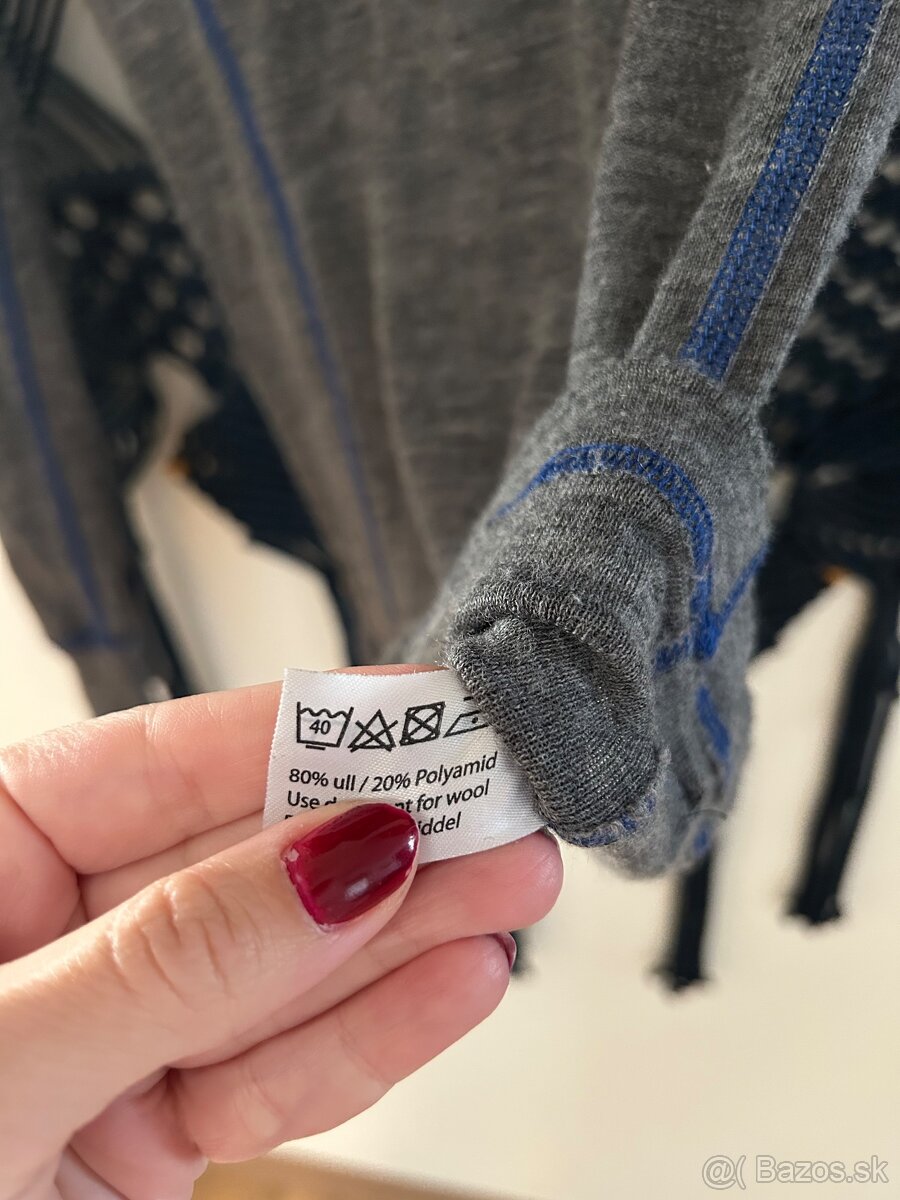 40
80% ull / 20% Polyamid
Use for wool
@( Bazos.sk